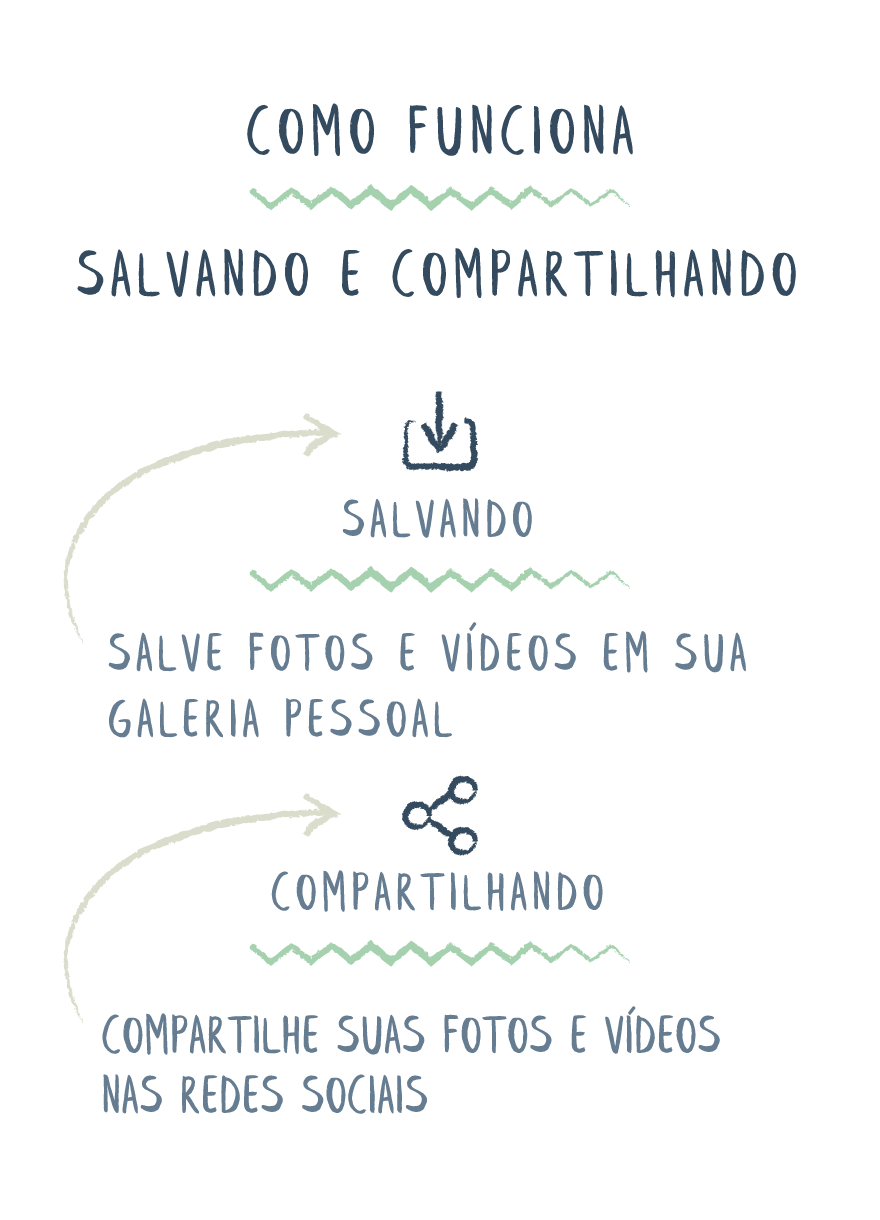 COMO FUNCIONA
SALVANDO E COMPARTILHANDO
SALVANDO
SALVE FOTOS E VÍDEOS EM SUA
GALERIA PESSOAL
COMPARTILHANDO
COMPARTILHE SUAS FOTOS E VÍDEOS
NAS REDES SOCIAIS